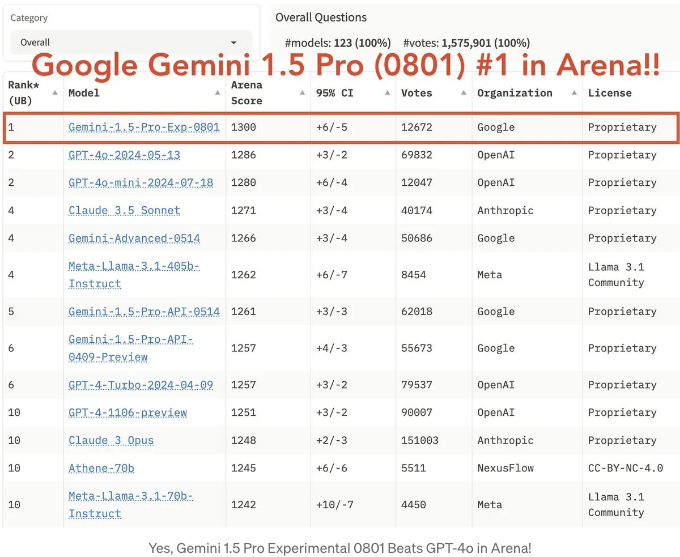 Category
Overall
Overall Questions
#models: 123 (100%) #votes: 1,575,901 (100%)
Google Gemini 1.5 Pro (0801) #1 in Arena!!
Rank* (UB) Model Arena Score 95% CI Votes Organization License
1 Gemini-1.5-Pro-Exp-0801 1300 +6/-5 12672 Google Proprietary
2 GPT-4o-2024-05-13 1286 +3/-2 69832 OpenAI Proprietary
2 GPT-4o-mini-2024-07-18 1280 +6/-4 12047 OpenAI Proprietary
4 Claude 3.5 Sonnet 1271 +3/-4 40174 Anthropic Proprietary
4 Gemini-Advanced-0514 1266 +3/-4 50686 Google Proprietary
4 Meta-Llama-3.1-405b-Instruct 1262 +6/-7 8454 Meta Llama 3.1 Community
5 Gemini-1.5-Pro-API-0514 1261 +3/-3 62018 Google Proprietary
6 Gemini-1.5-Pro-API-0409-Preview 1257 +4/-3 55673 Google Proprietary
6 GPT-4-Turbo-2024-04-09 1257 +3/-2 79537 OpenAI Proprietary
10 GPT-4-1106-preview 1251 +3/-2 90007 OpenAI Proprietary
10 Claude 3 Opus 1248 +2/-3 151003 Anthropic Proprietary
10 Athene-70b 1245 +6/-6 5511 NexusFlow CC-BY-NC-4.0
10 Meta-Llama-3.1-70b-Instruct 1242 +10/-7 4450 Meta Llama 3.1 Community
Yes, Gemini 1.5 Pro Experimental 0801 Beats GPT-4o in Arena!